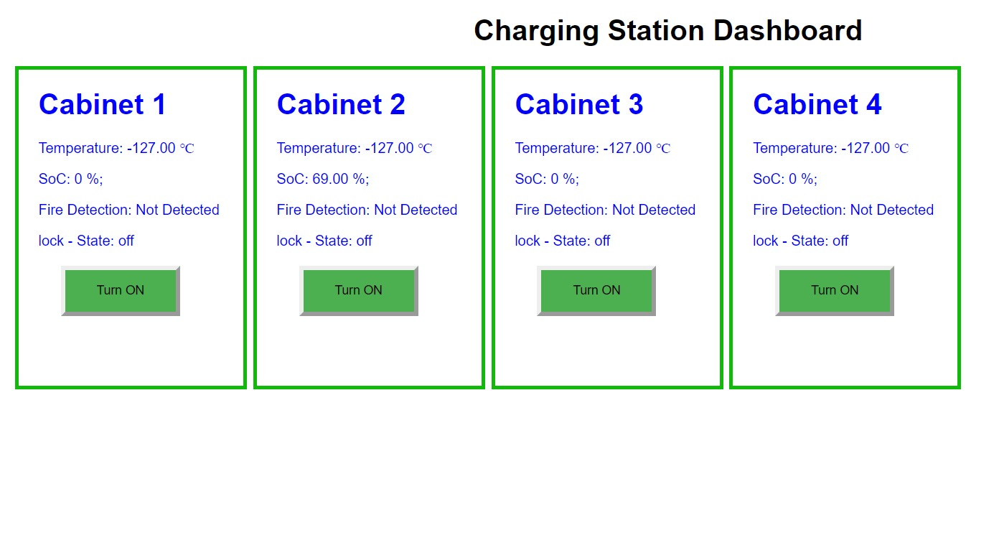 Charging Station Dashboard
Cabinet 1
Temperature: -127.00 ℃
SoC: 0 %;
Fire Detection: Not Detected
lock - State: off
Turn ON
Cabinet 2
Temperature: -127.00 ℃
SoC: 69.00 %;
Fire Detection: Not Detected
lock - State: off
Turn ON
Cabinet 3
Temperature: -127.00 ℃
SoC: 0 %;
Fire Detection: Not Detected
lock - State: off
Turn ON
Cabinet 4
Temperature: -127.00 ℃
SoC: 0 %;
Fire Detection: Not Detected
lock - State: off
Turn ON